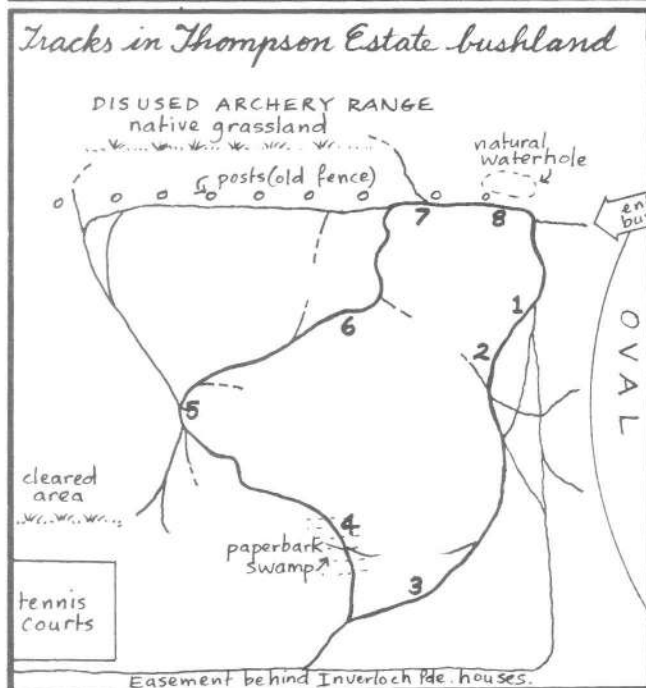 Tracks in Thompson Estate bushland
DISUSED ARCHERY RANGE
native grassland
natural
waterhole
posts (old fence)
7
8
1
OVAL
6
2
5
cleared
area
4
paperbark
swamp
3
tennis
courts
Easement behind Inverloch Pde. houses.